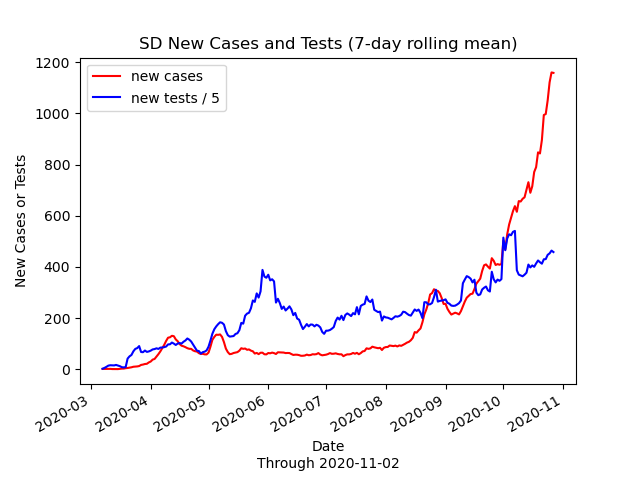 SD New Cases and Tests (7-day rolling mean)
new cases
new tests / 5
New Cases or Tests
1200
1000
800
600
400
200
0
2020-03
2020-04
2020-05
2020-06
2020-07
2020-08
2020-09
2020-10
2020-11
Date
Through 2020-11-02